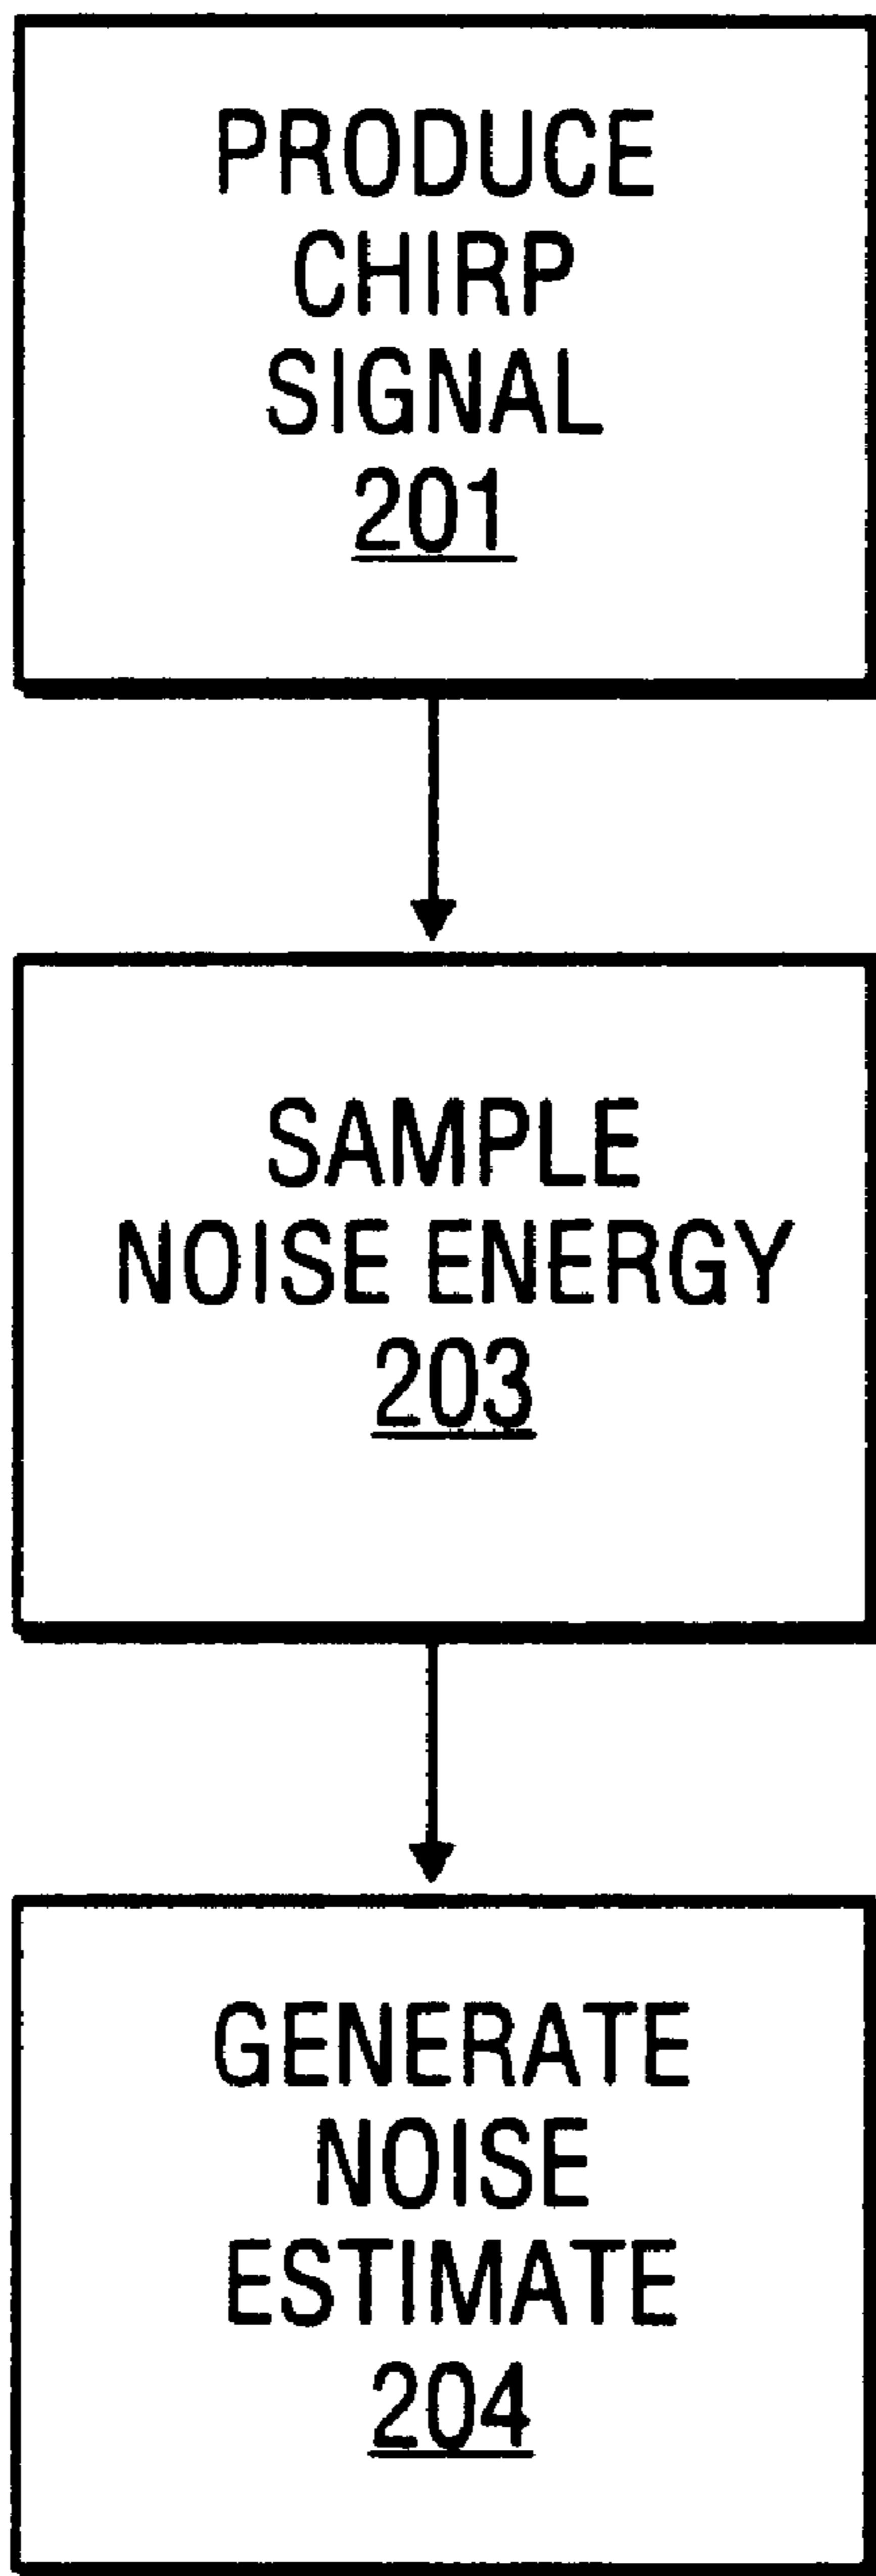 PRODUCE
CHIRP
SIGNAL
201
SAMPLE
NOISE ENERGY
203
GENERATE
NOISE
ESTIMATE
204